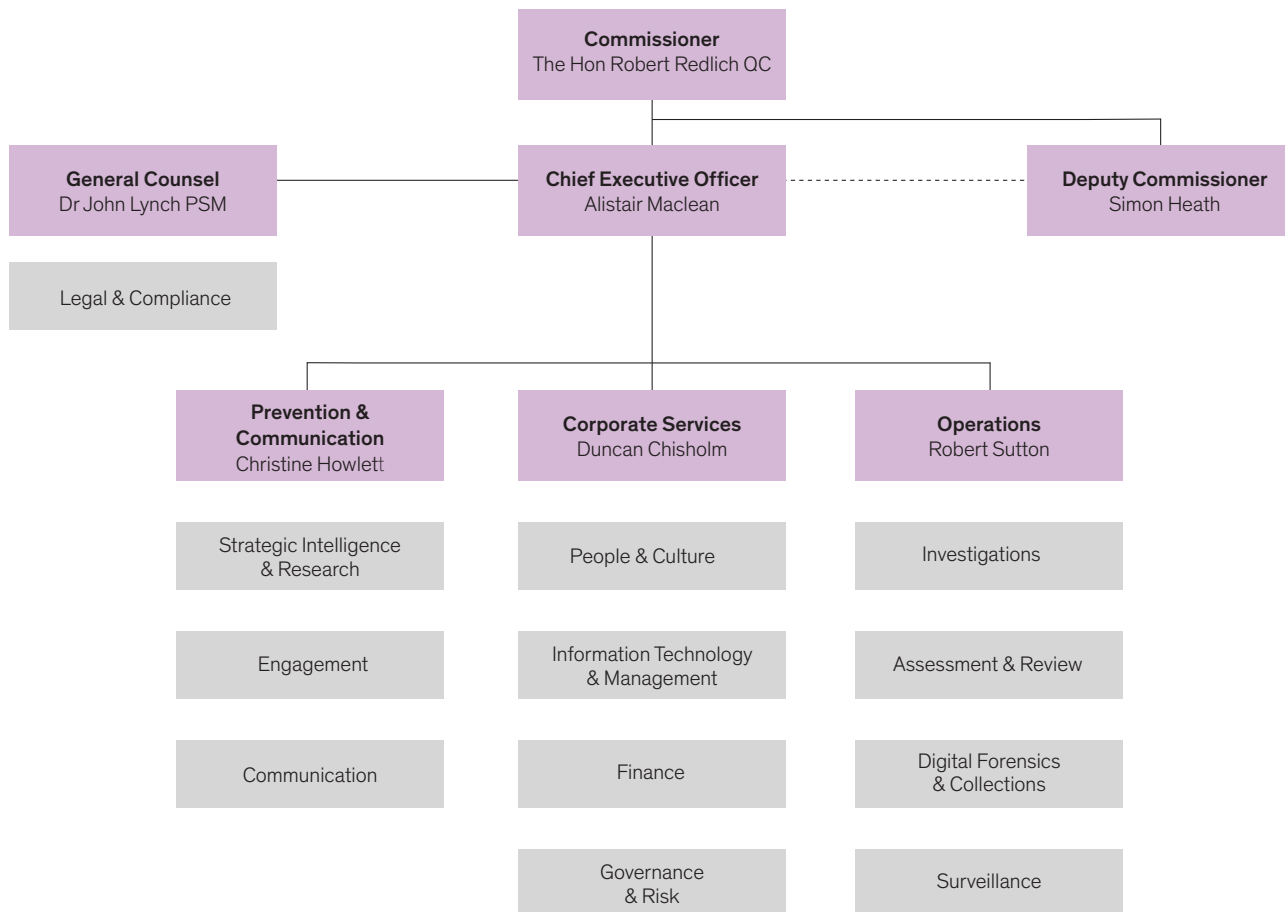 Commissioner
The Hon Robert Redlich QC
General Counsel
Dr John Lynch PSM
Chief Executive Officer
Alistair Maclean
Deputy Commissioner
Simon Heath
Legal & Compliance
Prevention &
Communication
Christine Howlett
Corporate Services
Duncan Chisholm
Operations
Robert Sutton
Strategic Intelligence
& Research
People & Culture
Investigations
Engagement
Information Technology
& Management
Assessment & Review
Communication
Finance
Digital Forensics
& Collections
Governance
& Risk
Surveillance